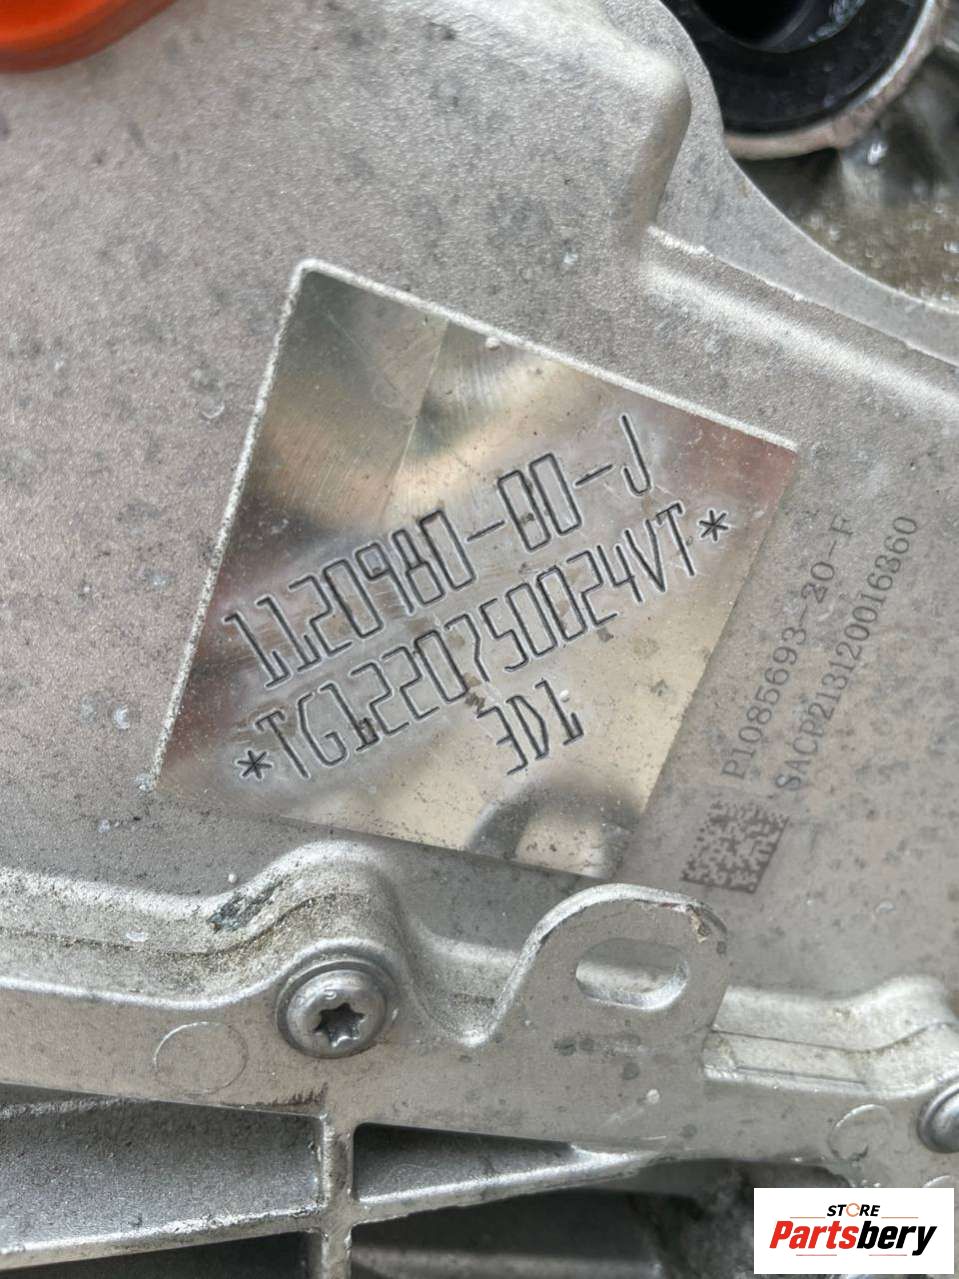 1120980-00-J
*TG1220750024VT*
3D1
P1085693-20-F
SACP213120016360
STORE
Partsbery